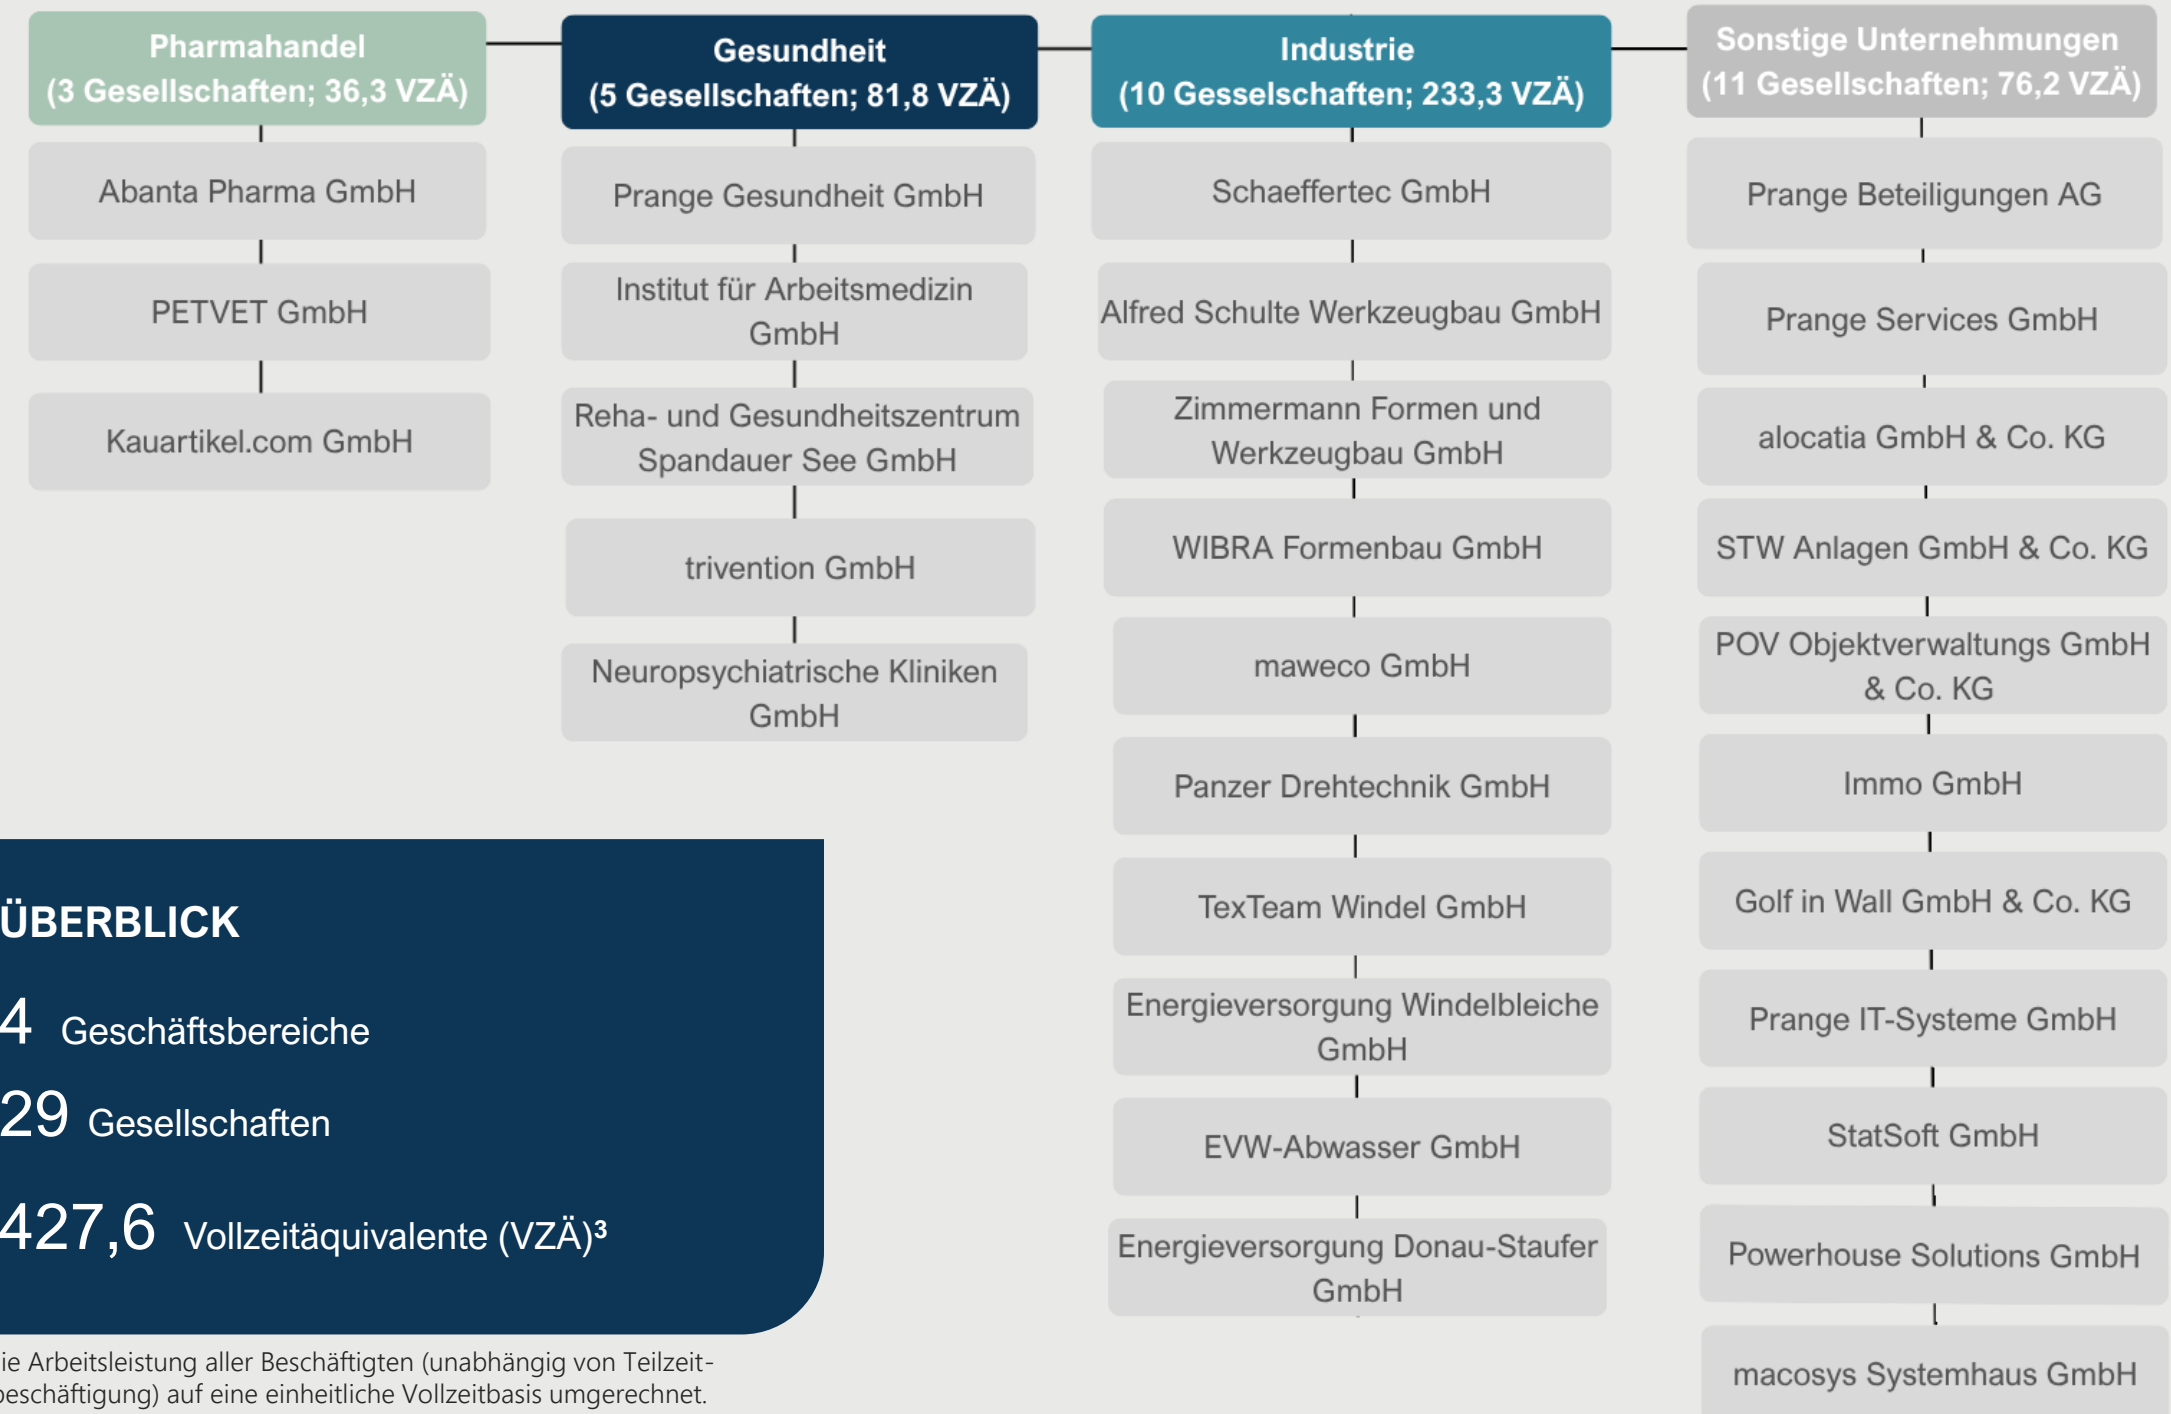 Pharmahandel
(3 Gesellschaften; 36,3 VZÄ)
Abanta Pharma GmbH
PETVET GmbH
Kauartikel.com GmbH
Gesundheit
(5 Gesellschaften; 81,8 VZÄ)
Prange Gesundheit GmbH
Institut für Arbeitsmedizin
GmbH
Reha- und Gesundheitszentrum
Spandauer See GmbH
trivention GmbH
Neuropsychiatrische Kliniken
GmbH
Industrie
(10 Gesselschaften; 233,3 VZÄ)
Schaeffertec GmbH
Alfred Schulte Werkzeugbau GmbH
Zimmermann Formen und
Werkzeugbau GmbH
WIBRA Formenbau GmbH
maweco GmbH
Panzer Drehtechnik GmbH
TexTeam Windel GmbH
Energieversorgung Windelbleiche
GmbH
EVW-Abwasser GmbH
Energieversorgung Donau-Staufer
GmbH
Sonstige Unternehmungen
(11 Gesellschaften; 76,2 VZÄ)
Prange Beteiligungen AG
Prange Services GmbH
alocatia GmbH & Co. KG
STW Anlagen GmbH & Co. KG
POV Objektverwaltungs GmbH
& Co. KG
Immo GmbH
Golf in Wall GmbH & Co. KG
Prange IT-Systeme GmbH
StatSoft GmbH
Powerhouse Solutions GmbH
macosys Systemhaus GmbH
ÜBERBLICK
4 Geschäftsbereiche
29 Gesellschaften
427,6 Vollzeitäquivalente (VZÄ)³
ie Arbeitsleistung aller Beschäftigten (unabhängig von Teilzeit-
beschäftigung) auf eine einheitliche Vollzeitbasis umgerechnet.